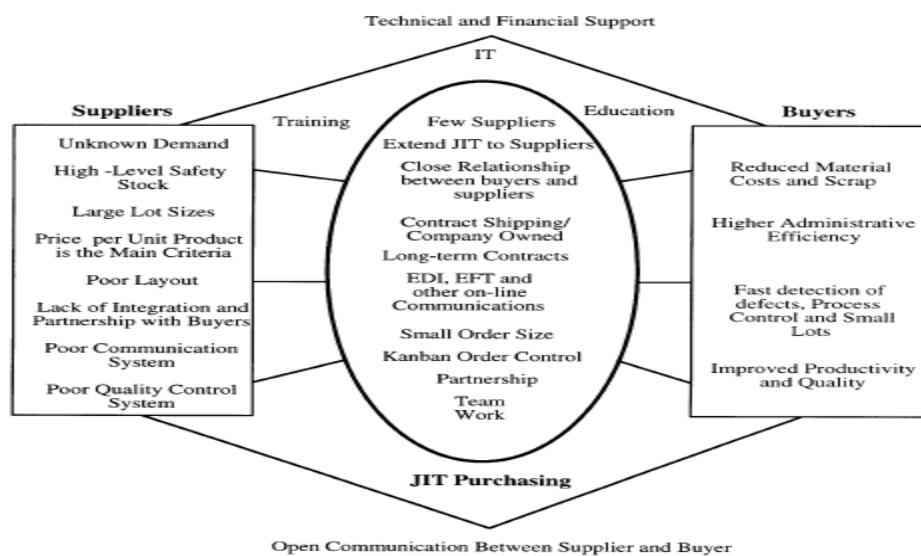 Technical and Financial Support
IT
Suppliers
Training
Education
Buyers
Unknown Demand
High -Level Safety
Stock
Large Lot Sizes
Price per Unit Product
is the Main Criteria
Poor Layout
Lack of Integration and
Partnership with Buyers
Poor Communication
System
Poor Quality Control
System
Few Suppliers
Extend JIT to Suppliers
Close Relationship
between buyers and
suppliers
Contract Shipping/
Company Owned
Long-term Contracts
EDI, EFT and
other on-line
Communications
Small Order Size
Kanban Order Control
Partnership
Team
Work
Reduced Material
Costs and Scrap
Higher Administrative
Efficiency
Fast detection of
defects, Process
Control and Small
Lots
Improved Productivity
and Quality
JIT Purchasing
Open Communication Between Supplier and Buyer